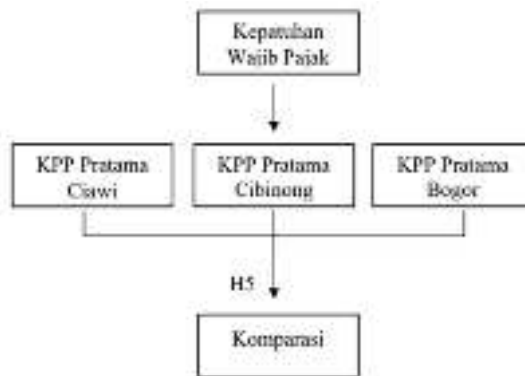 Kepatuhan
Wajib Pajak
KPP Pratama
Ciawi
KPP Pratama
Cibinong
KPP Pratama
Bogor
H5
Komparasi